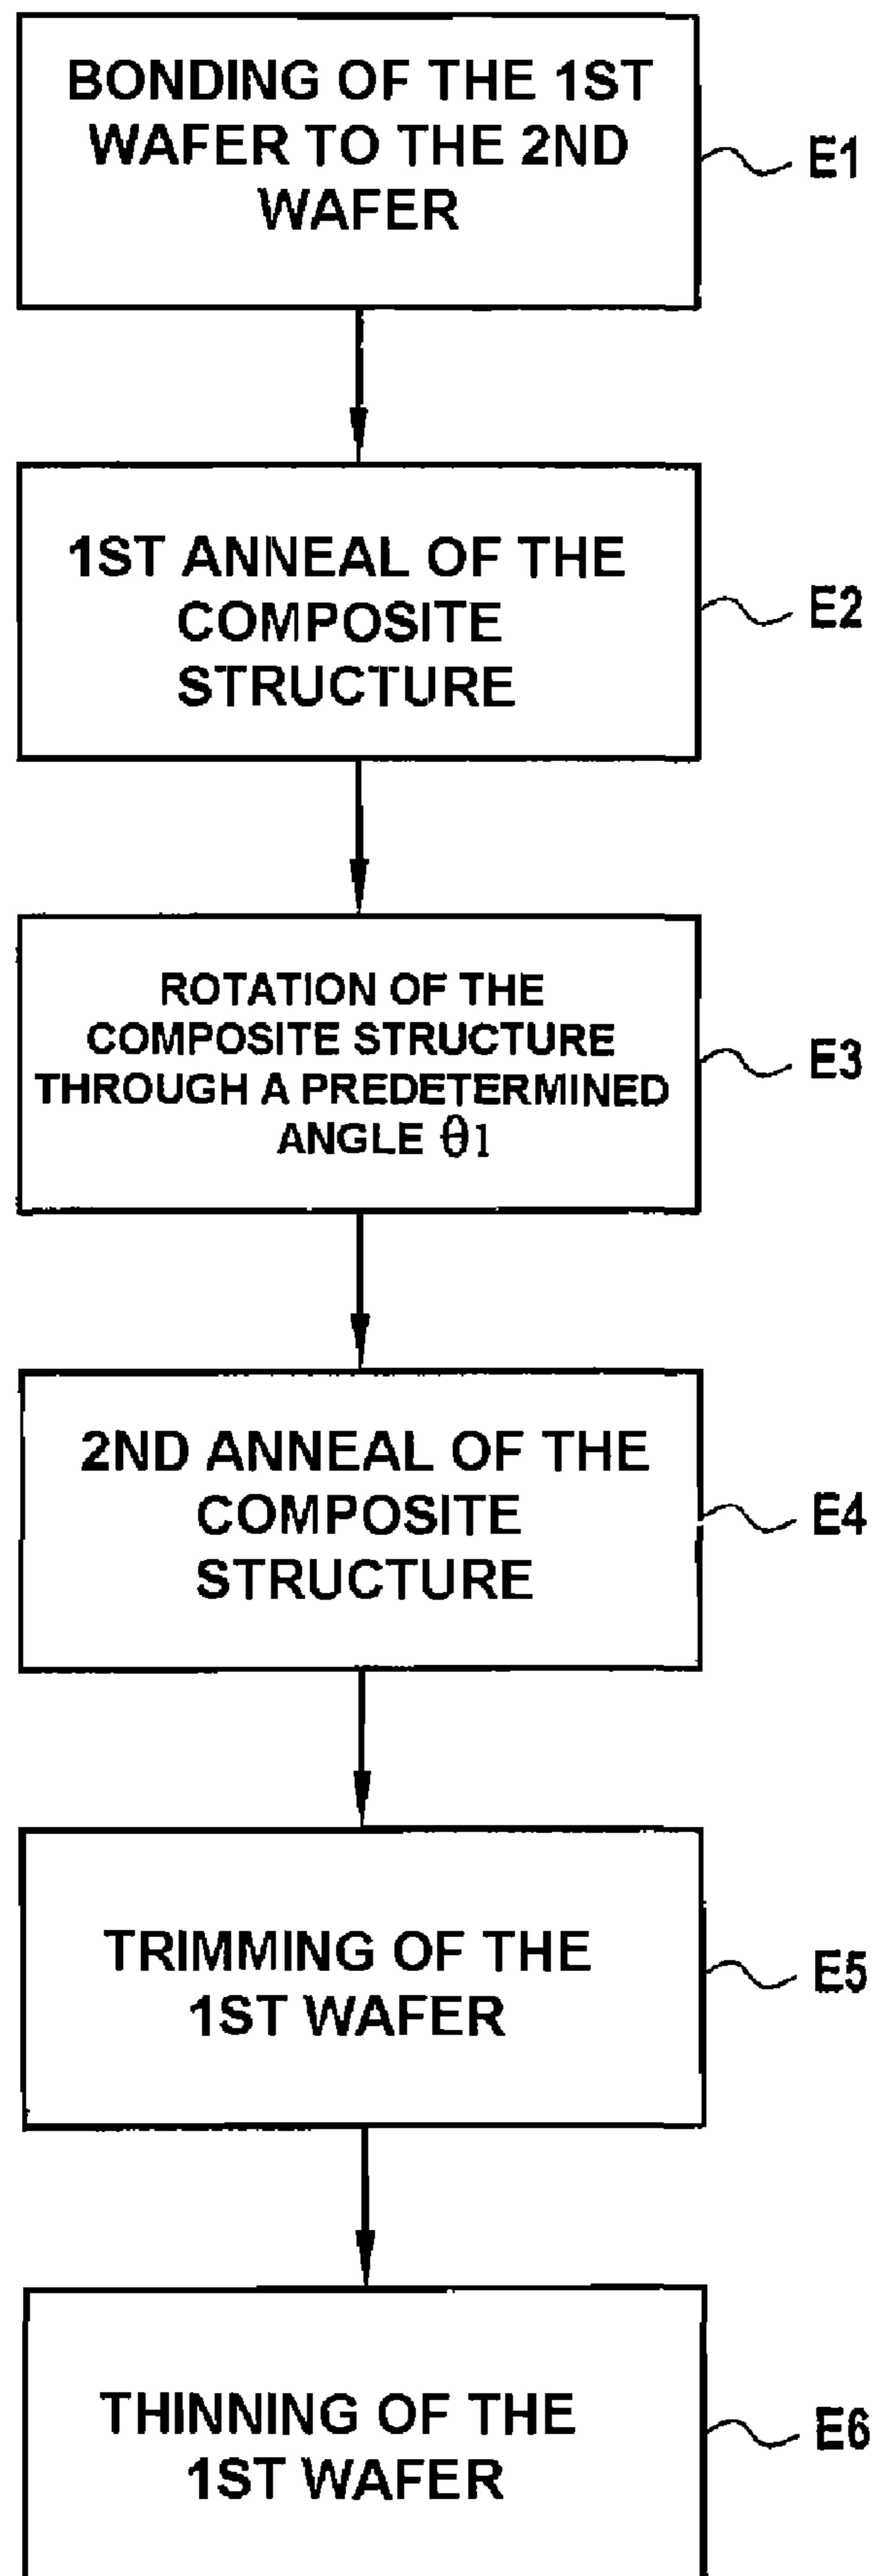 BONDING OF THE 1ST
WAFER TO THE 2ND
WAFER
E1
1ST ANNEAL OF THE
COMPOSITE
STRUCTURE
E2
ROTATION OF THE
COMPOSITE STRUCTURE
THROUGH A PREDETERMINED
ANGLE θ1
E3
2ND ANNEAL OF THE
COMPOSITE
STRUCTURE
E4
TRIMMING OF THE
1ST WAFER
E5
THINNING OF THE
1ST WAFER
E6